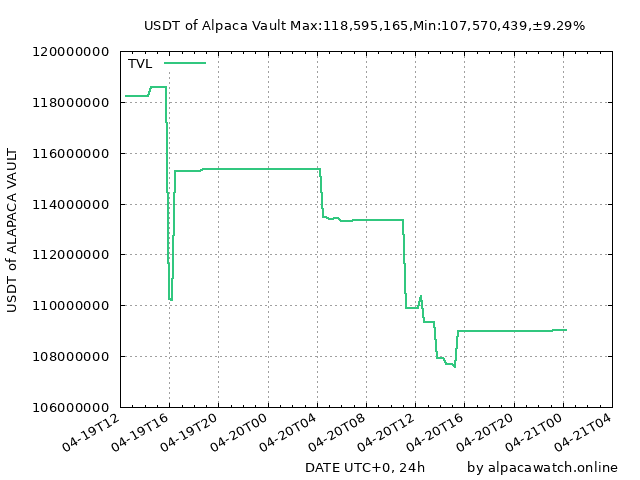 USDT of Alpaca Vault Max:118,595,165,Min:107,570,439,±9.29%
120000000
TVL
118000000
116000000
114000000
112000000
110000000
108000000
106000000
USDT of ALAPACA VAULT
04-19T12
04-19T16
04-19T20
04-20T00
04-20T04
04-20T08
04-20T12
04-20T16
04-20T20
04-21T00
04-21T04
DATE UTC+0, 24h
by alpacawatch.online